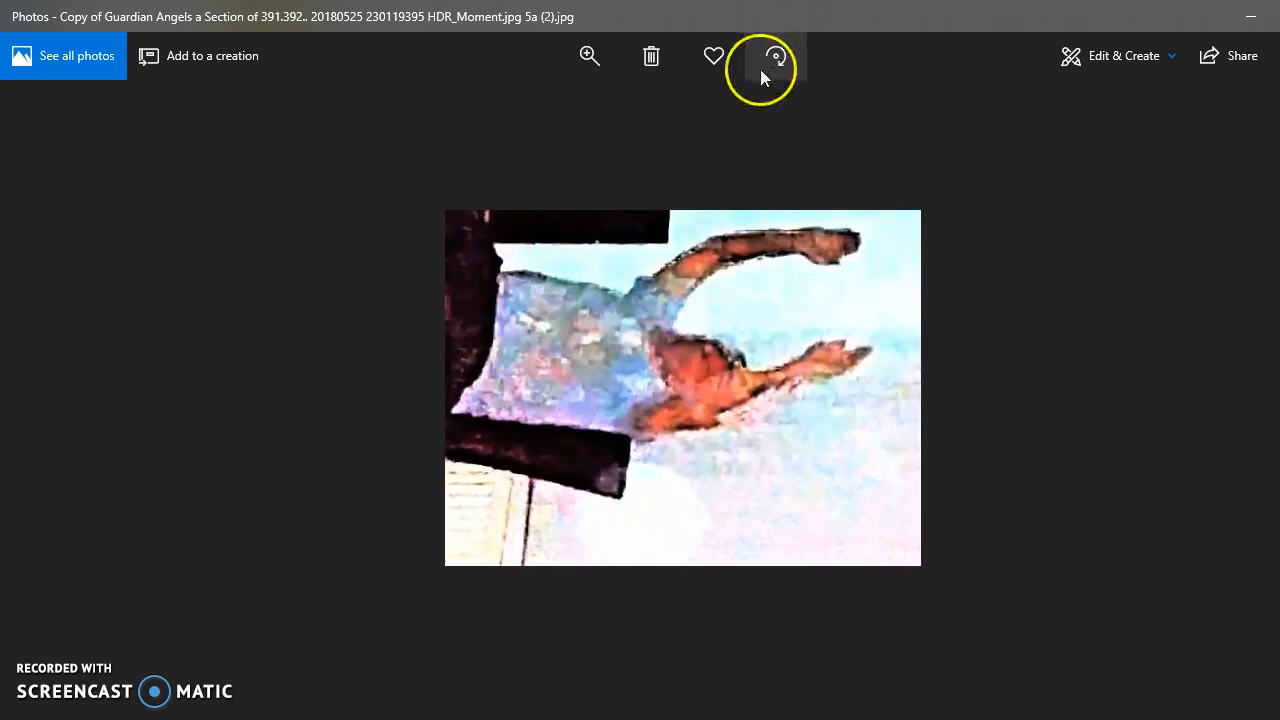 Photos - Copy of Guardian Angels a Section of 391.392.. 20180525 230119395 HDR_Moment.jpg 5a (2).jpg
See all photos
Add to a creation
Edit & Create
Share
RECORDED WITH
SCREENCAST MATIC